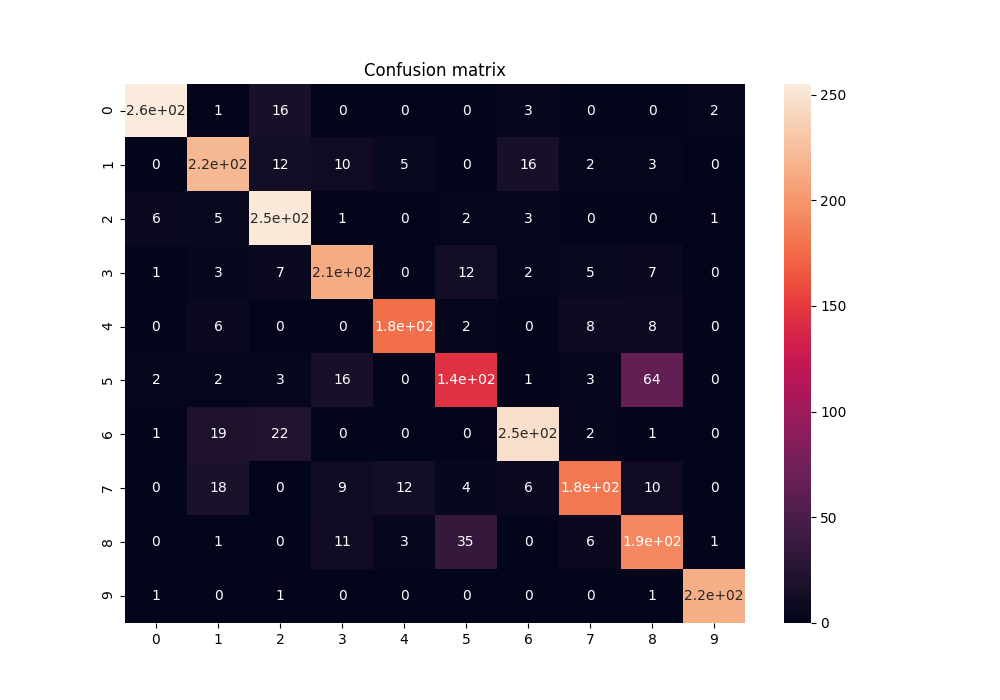 Confusion matrix
0 2.6e+02 1 16 0 0 0 3 0 0 2
1 0 2.2e+02 12 10 5 0 16 2 3 0
2 6 5 2.5e+02 1 0 2 3 0 0 1
3 1 3 7 2.1e+02 0 12 2 5 7 0
4 0 6 0 0 1.8e+02 2 0 8 8 0
5 2 2 3 16 0 1.4e+02 1 3 64 0
6 1 19 22 0 0 0 2.5e+02 2 1 0
7 0 18 0 9 12 4 6 1.8e+02 10 0
8 0 1 0 11 3 35 0 6 1.9e+02 1
9 1 0 1 0 0 0 0 0 1 2.2e+02
0 1 2 3 4 5 6 7 8 9
250
200
150
100
50
0